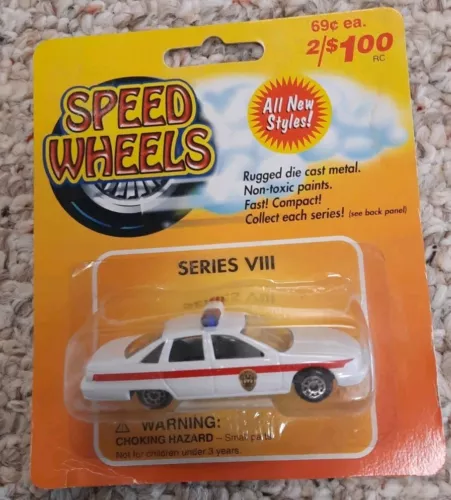 69¢ ea.
2/$1.00
RC
SPEED
WHEELS
All New
Styles!
Rugged die cast metal.
Non-toxic paints.
Fast! Compact!
Collect each series! (see back panel)
SERIES VIII
WARNING:
CHOKING HAZARD - Small parts.
Not for children under 3 years.